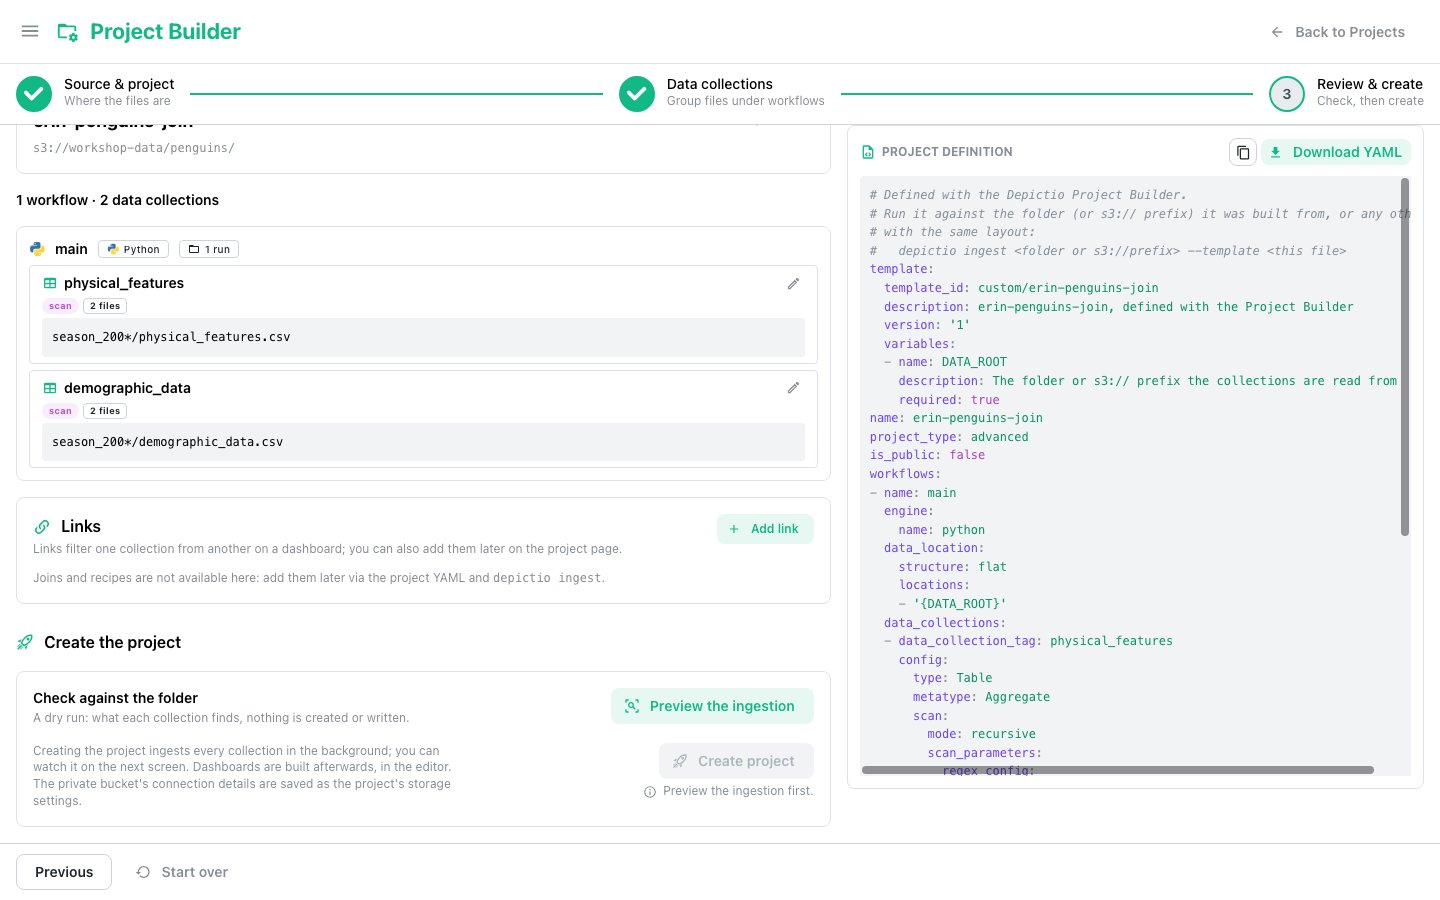 Project Builder
Back to Projects
Source & project
Where the files are
Data collections
Group files under workflows
3
Review & create
Check, then create
erin-penguins-join
s3://workshop-data/penguins/
1 workflow · 2 data collections
main
Python
1 run
physical_features
scan
2 files
season_200*/physical_features.csv
demographic_data
scan
2 files
season_200*/demographic_data.csv
Links
Add link
Links filter one collection from another on a dashboard; you can also add them later on the project page.
Joins and recipes are not available here: add them later via the project YAML and depictio ingest.
Create the project
Check against the folder
A dry run: what each collection finds, nothing is created or written.
Preview the ingestion
Creating the project ingests every collection in the background; you can
watch it on the next screen. Dashboards are built afterwards, in the editor.
The private bucket's connection details are saved as the project's storage
settings.
Create project
Preview the ingestion first.
PROJECT DEFINITION
Download YAML
# Defined with the Depictio Project Builder.
# Run it against the folder (or s3:// prefix) it was built from, or any oth
# with the same layout:
#   depictio ingest <folder or s3://prefix> --template <this file>
template:
  template_id: custom/erin-penguins-join
  description: erin-penguins-join, defined with the Project Builder
  version: '1'
  variables:
  - name: DATA_ROOT
    description: The folder or s3:// prefix the collections are read from
    required: true
name: erin-penguins-join
project_type: advanced
is_public: false
workflows:
- name: main
  engine:
    name: python
  data_location:
    structure: flat
    locations:
    - '{DATA_ROOT}'
  data_collections:
  - data_collection_tag: physical_features
    config:
      type: Table
      metatype: Aggregate
      scan:
        mode: recursive
        scan_parameters:
          regex_config:
Previous
Start over